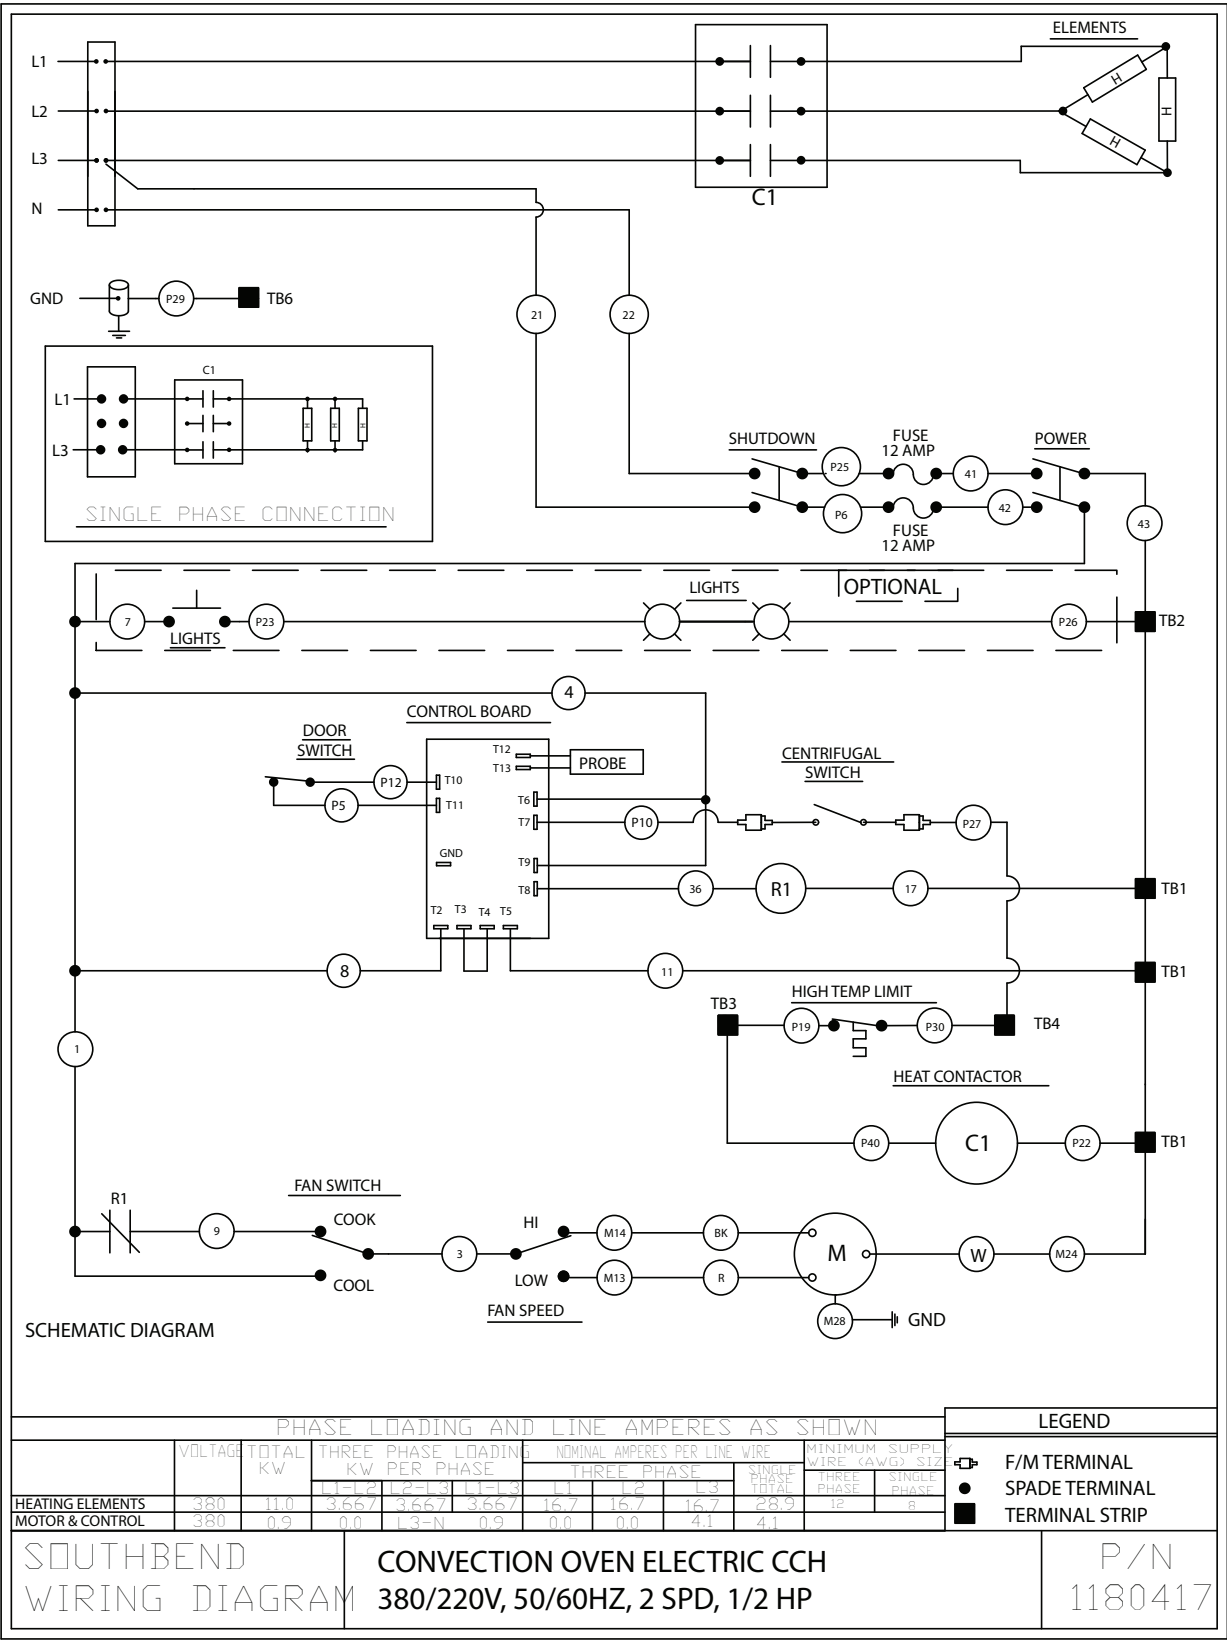 ELEMENTS
L1
H
H
L2
H
L3
C1
N
GND
P29
TB6
21
22
C1
L1
H
H
H
L3
SINGLE PHASE CONNECTION
SHUTDOWN
FUSE
12 AMP
POWER
P25
41
P6
42
43
FUSE
12 AMP
LIGHTS
OPTIONAL
7
LIGHTS
P23
P26
TB2
4
CONTROL BOARD
DOOR
SWITCH
T12
T13
PROBE
CENTRIFUGAL
SWITCH
P12
T10
P5
T11
T6
T7
P10
P27
GND
T9
T8
36
R1
17
TB1
T2
T3
T4
T5
8
11
TB1
HIGH TEMP LIMIT
TB3
P19
P30
TB4
1
HEAT CONTACTOR
P40
C1
P22
TB1
FAN SWITCH
R1
9
COOK
HI
M14
BK
3
M
W
M24
COOL
LOW
M13
R
FAN SPEED
M28
GND
SCHEMATIC DIAGRAM
PHASE LOADING AND LINE AMPERES AS SHOWN
LEGEND
VOLTAGE
TOTAL
KW
THREE PHASE LOADING
KW PER PHASE
NOMINAL AMPERES PER LINE WIRE
MINIMUM SUPPLY
WIRE (AWG) SIZE
THREE PHASE
SINGLE
PHASE
TOTAL
THREE
PHASE
SINGLE
PHASE
L1-L2 L2-L3 L1-L3 L1 L2 L3
HEATING ELEMENTS 380 11.0 3.667 3.667 3.667 16.7 16.7 16.7 28.9 12 8
MOTOR & CONTROL 380 0.9 0.0 L3-N 0.9 0.0 0.0 4.1 4.1
F/M TERMINAL
SPADE TERMINAL
TERMINAL STRIP
SOUTHBEND
WIRING DIAGRAM
CONVECTION OVEN ELECTRIC CCH
380/220V, 50/60HZ, 2 SPD, 1/2 HP
P/N
1180417